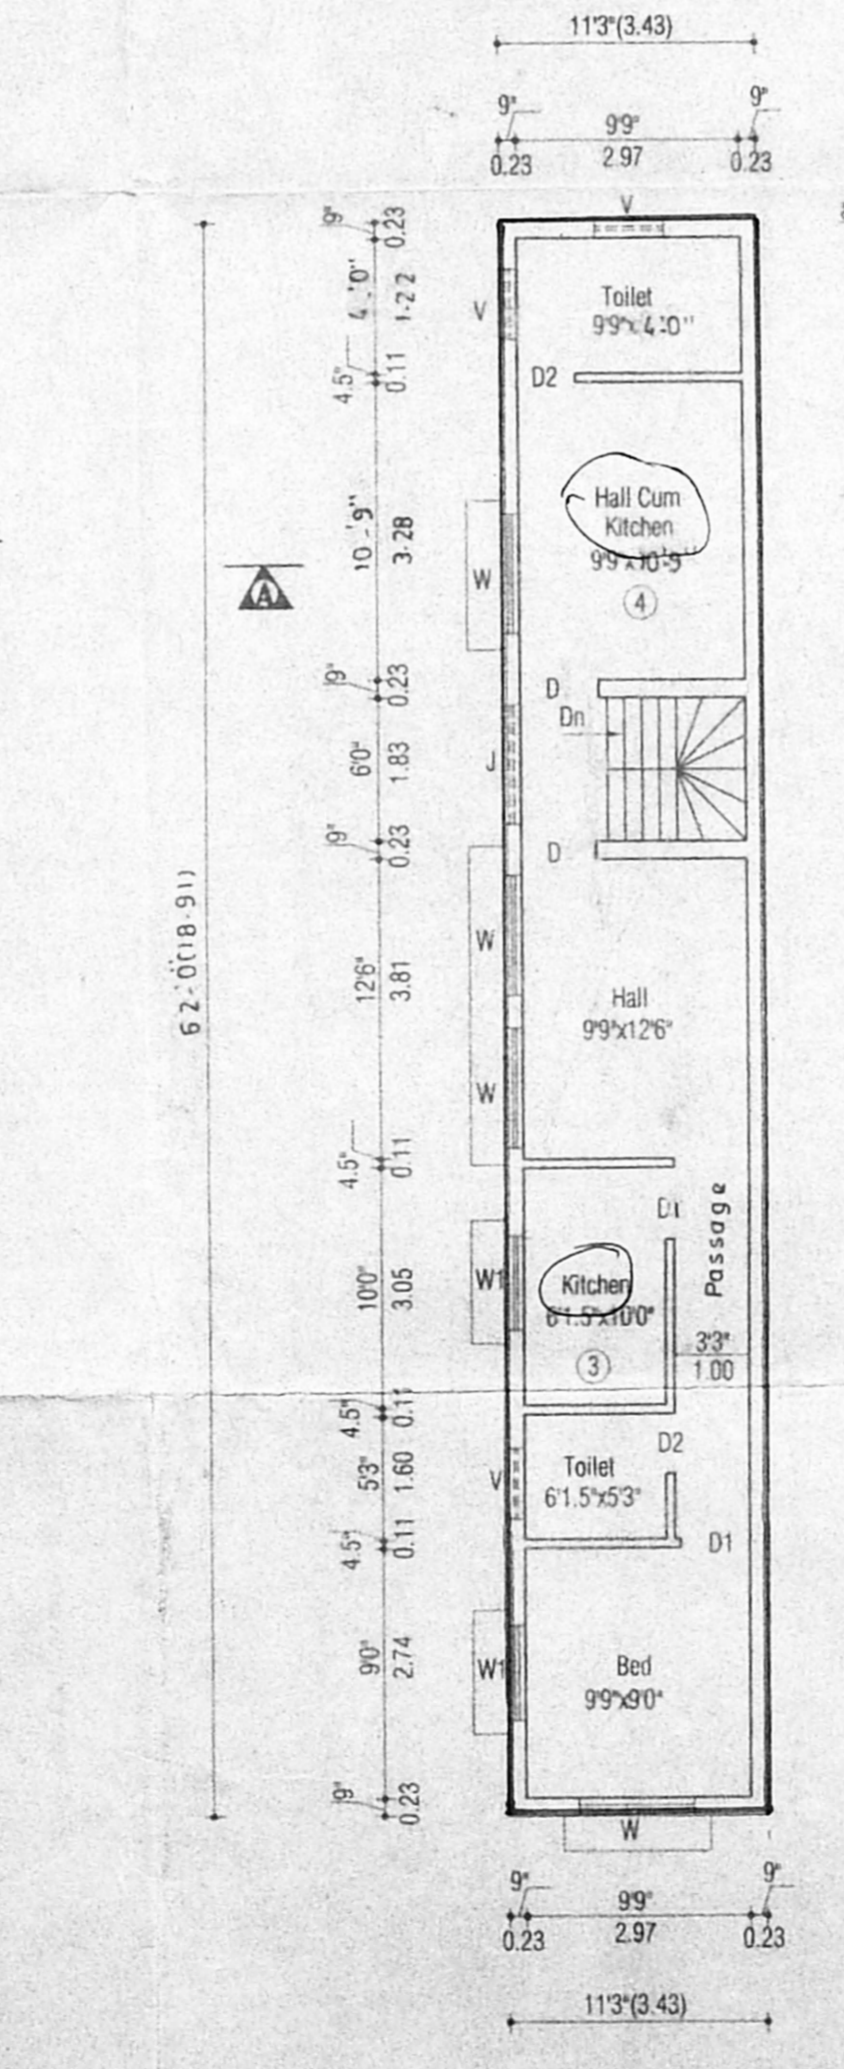 11'3"(3.43)
9" 9'9" 9"
0.23 2.97 0.23
V
9" 0.23
4'-0" 1.22
4.5" 0.11
10-'9" 3.28
9" 0.23
6'0" 1.83
9" 0.23
12'6" 3.81
4.5" 0.11
10'0" 3.05
4.5" 0.11
5'3" 1.60
4.5" 0.11
9'0" 2.74
9" 0.23
62-'0"(18.91)
A
V
Toilet
9'9"x 4'-0"
D2
Hall Cum
Kitchen
9'9"x10'-9"
4
W
D
Dn
J
D
W
Hall
9'9"x12'6"
W
D1
Passage
W1
Kitchen
6'1.5"x10'0"
3
3'3"
1.00
D2
V
Toilet
6'1.5"x5'3"
D1
W1
Bed
9'9"x9'0"
W
9" 9'9" 9"
0.23 2.97 0.23
11'3"(3.43)